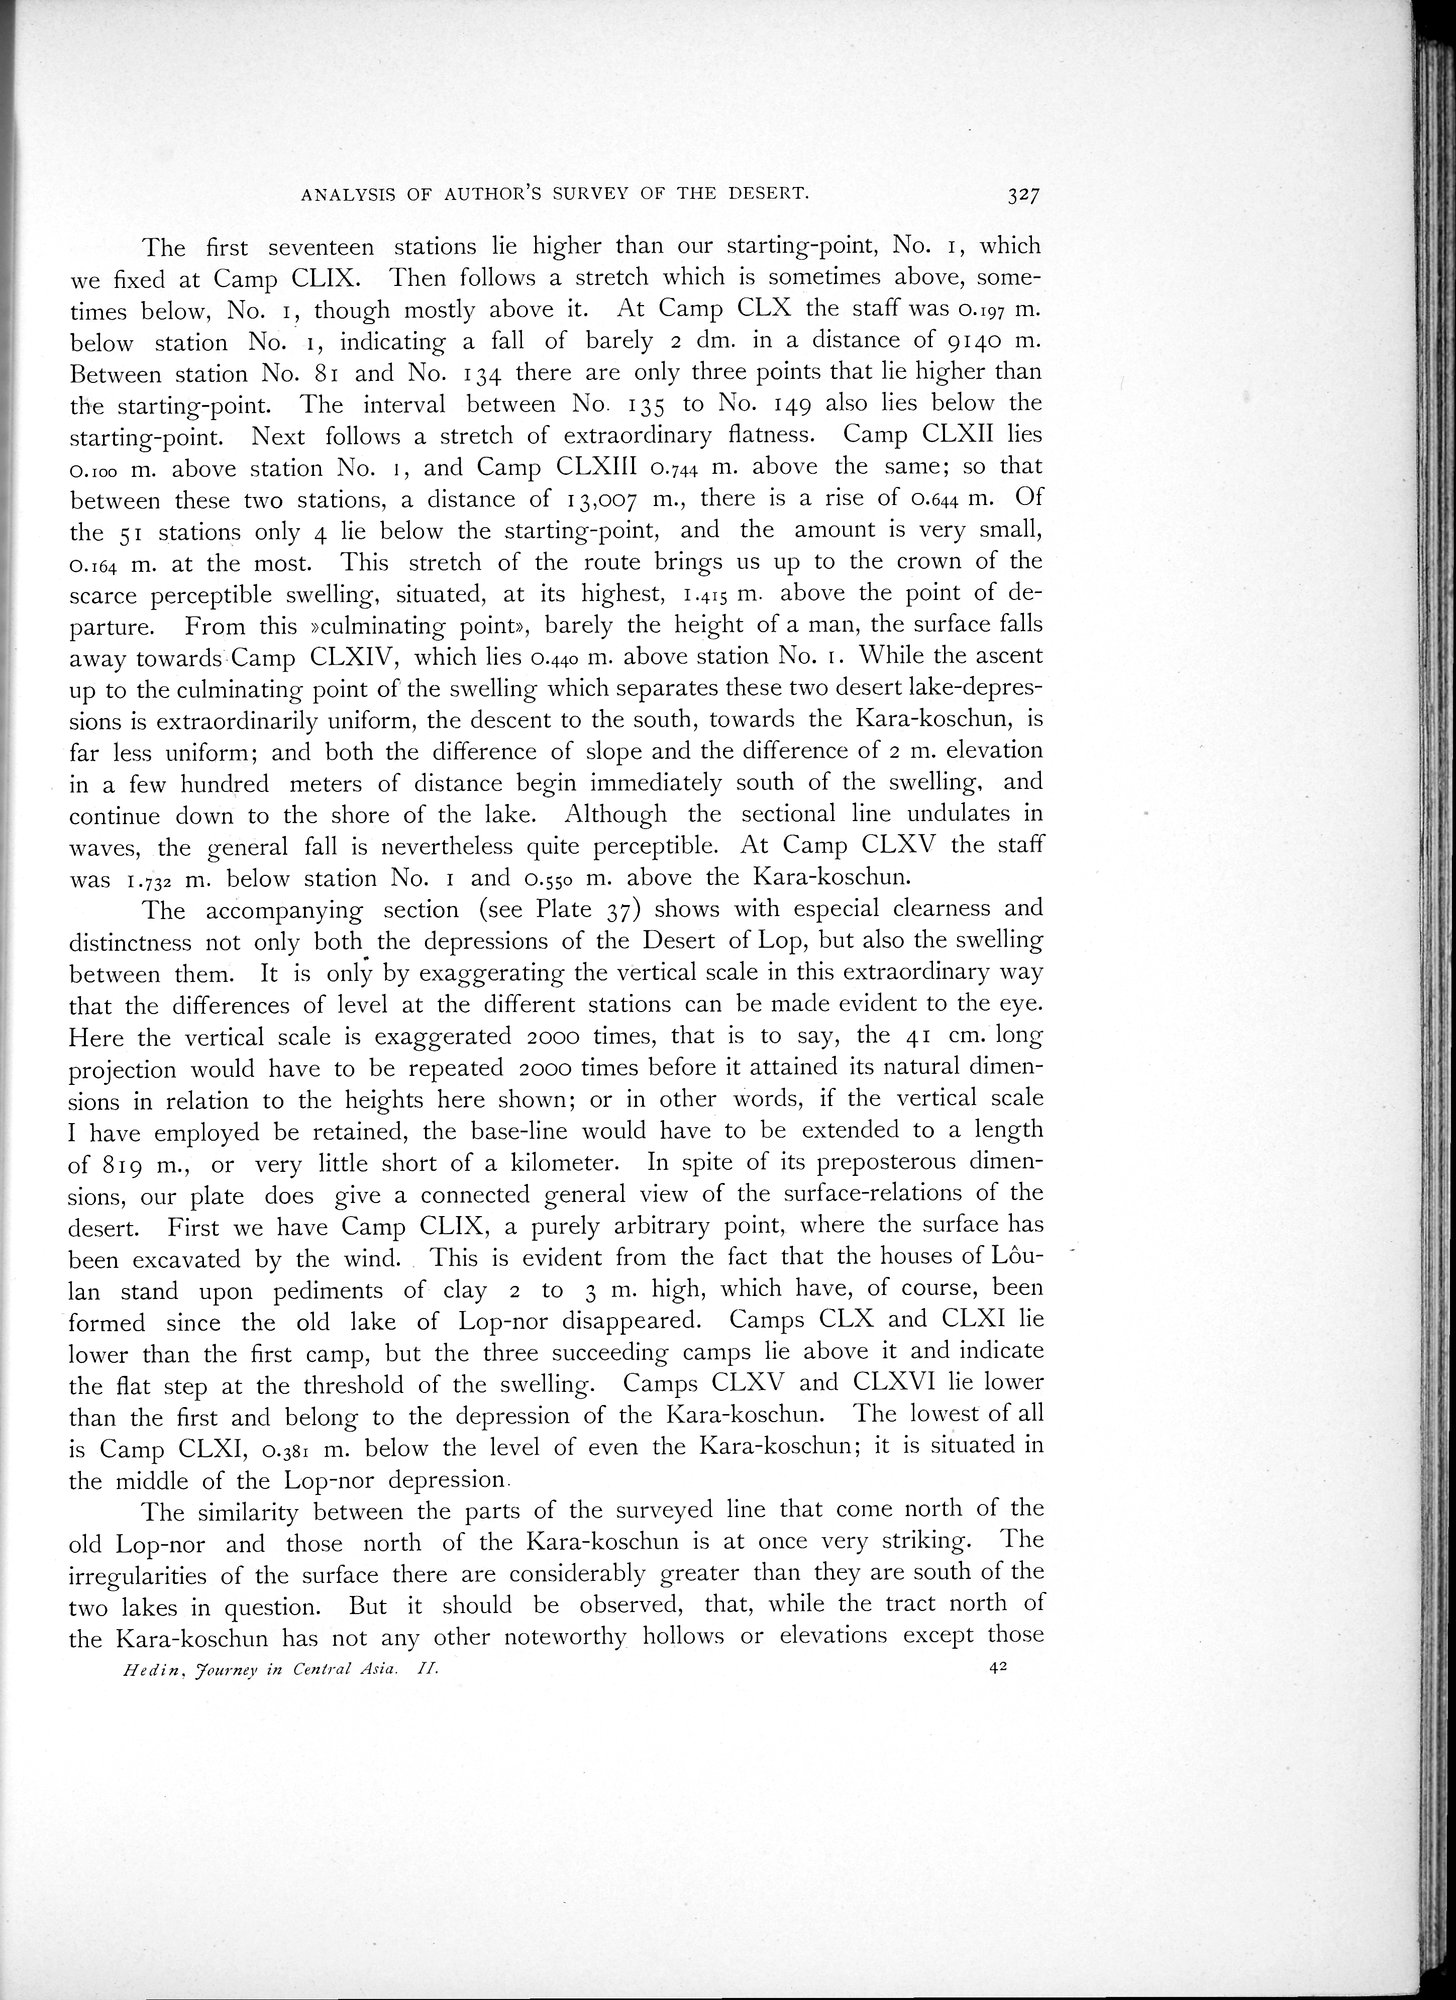 ANALYSIS OF AUTHOR'S SURVEY OF THE DESERT. 327
The first seventeen stations lie higher than our starting-point, No. 1, which
we fixed at Camp CLIX. Then follows a stretch which is sometimes above, some-
times below, No. 1, though mostly above it. At Camp CLX the staff was 0.197 m.
below station No. 1, indicating a fall of barely 2 dm. in a distance of 9140 m.
Between station No. 81 and No. 134 there are only three points that lie higher than
the starting-point. The interval between No. 135 to No. 149 also lies below the
starting-point. Next follows a stretch of extraordinary flatness. Camp CLXII lies
0.100 m. above station No. 1, and Camp CLXIII 0.744 m. above the same; so that
between these two stations, a distance of 13,007 m., there is a rise of 0.644 m. Of
the 51 stations only 4 lie below the starting-point, and the amount is very small,
0.164 m. at the most. This stretch of the route brings us up to the crown of the
scarce perceptible swelling, situated, at its highest, 1.415 m. above the point of de-
parture. From this »culminating point», barely the height of a man, the surface falls
away towards Camp CLXIV, which lies 0.440 m. above station No. 1. While the ascent
up to the culminating point of the swelling which separates these two desert lake-depres-
sions is extraordinarily uniform, the descent to the south, towards the Kara-koschun, is
far less uniform; and both the difference of slope and the difference of 2 m. elevation
in a few hundred meters of distance begin immediately south of the swelling, and
continue down to the shore of the lake. Although the sectional line undulates in
waves, the general fall is nevertheless quite perceptible. At Camp CLXV the staff
was 1.732 m. below station No. 1 and 0.550 m. above the Kara-koschun.
The accompanying section (see Plate 37) shows with especial clearness and
distinctness not only both the depressions of the Desert of Lop, but also the swelling
between them. It is only by exaggerating the vertical scale in this extraordinary way
that the differences of level at the different stations can be made evident to the eye.
Here the vertical scale is exaggerated 2000 times, that is to say, the 41 cm. long
projection would have to be repeated 2000 times before it attained its natural dimen-
sions in relation to the heights here shown; or in other words, if the vertical scale
I have employed be retained, the base-line would have to be extended to a length
of 819 m., or very little short of a kilometer. In spite of its preposterous dimen-
sions, our plate does give a connected general view of the surface-relations of the
desert. First we have Camp CLIX, a purely arbitrary point, where the surface has
been excavated by the wind. This is evident from the fact that the houses of Lôu-
lan stand upon pediments of clay 2 to 3 m. high, which have, of course, been
formed since the old lake of Lop-nor disappeared. Camps CLX and CLXI lie
lower than the first camp, but the three succeeding camps lie above it and indicate
the flat step at the threshold of the swelling. Camps CLXV and CLXVI lie lower
than the first and belong to the depression of the Kara-koschun. The lowest of all
is Camp CLXI, 0.381 m. below the level of even the Kara-koschun; it is situated in
the middle of the Lop-nor depression.
The similarity between the parts of the surveyed line that come north of the
old Lop-nor and those north of the Kara-koschun is at once very striking. The
irregularities of the surface there are considerably greater than they are south of the
two lakes in question. But it should be observed, that, while the tract north of
the Kara-koschun has not any other noteworthy hollows or elevations except those
Hedin, Journey in Central Asia. II. 42